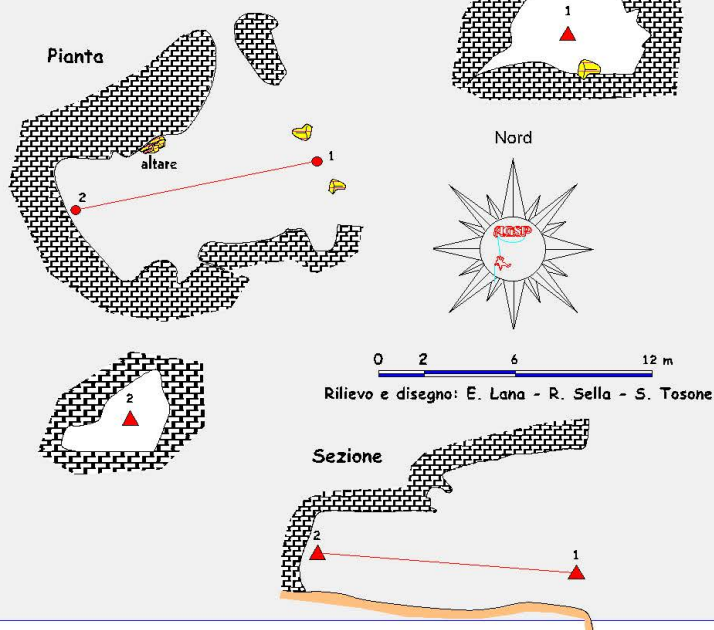 Pianta
1
altare
1
2
Nord
AGSP
0 2 6 12 m
Rilievo e disegno: E. Lana - R. Sella - S. Tosone
2
Sezione
2
1